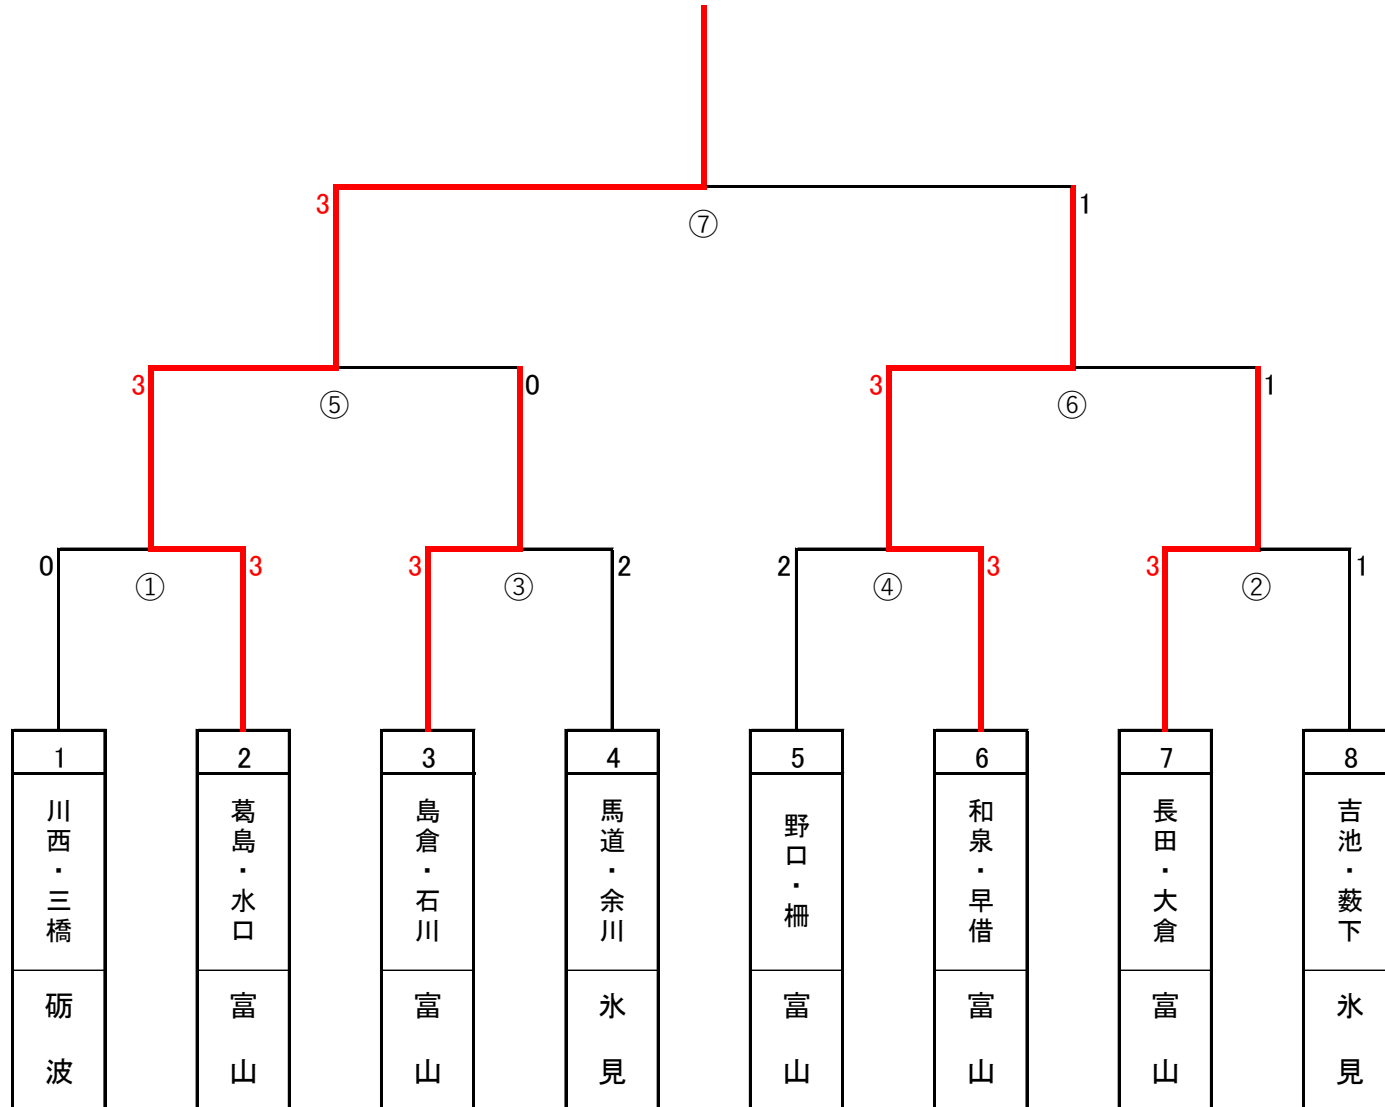 3
1
⑦
3
0
3
1
⑤
⑥
0
3
3
2
2
3
3
1
①
③
④
②
1
2
3
4
5
6
7
8
川西・三橋
葛島・水口
島倉・石川
馬道・余川
野口・柵
和泉・早借
長田・大倉
吉池・薮下
砺波
富山
富山
氷見
富山
富山
富山
氷見